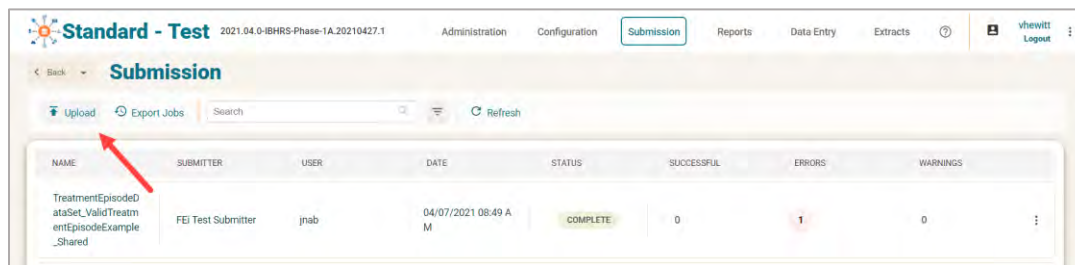 Standard - Test 2021.04.0-IBHRS-Phase-1A.20210427.1 Administration Configuration Submission Reports Data Entry Extracts vhewitt
Logout
Back Submission
Upload Export Jobs Search Refresh
NAME SUBMITTER USER DATE STATUS SUCCESSFUL ERRORS WARNINGS
TreatmentEpisodeD
ataSet_ValidTreatm
entEpisodeExample
_Shared
FEi Test Submitter jnab
04/07/2021 08:49 A
M
COMPLETE 0 1 0